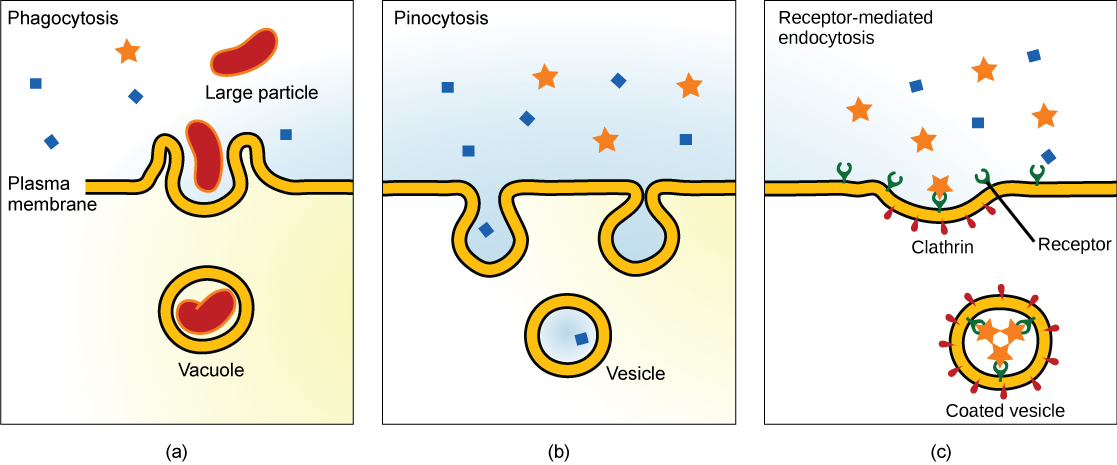 Phagocytosis
Large particle
Plasma
membrane
Vacuole
(a)
Pinocytosis
Vesicle
(b)
Receptor-mediated
endocytosis
Clathrin
Receptor
Coated vesicle
(c)